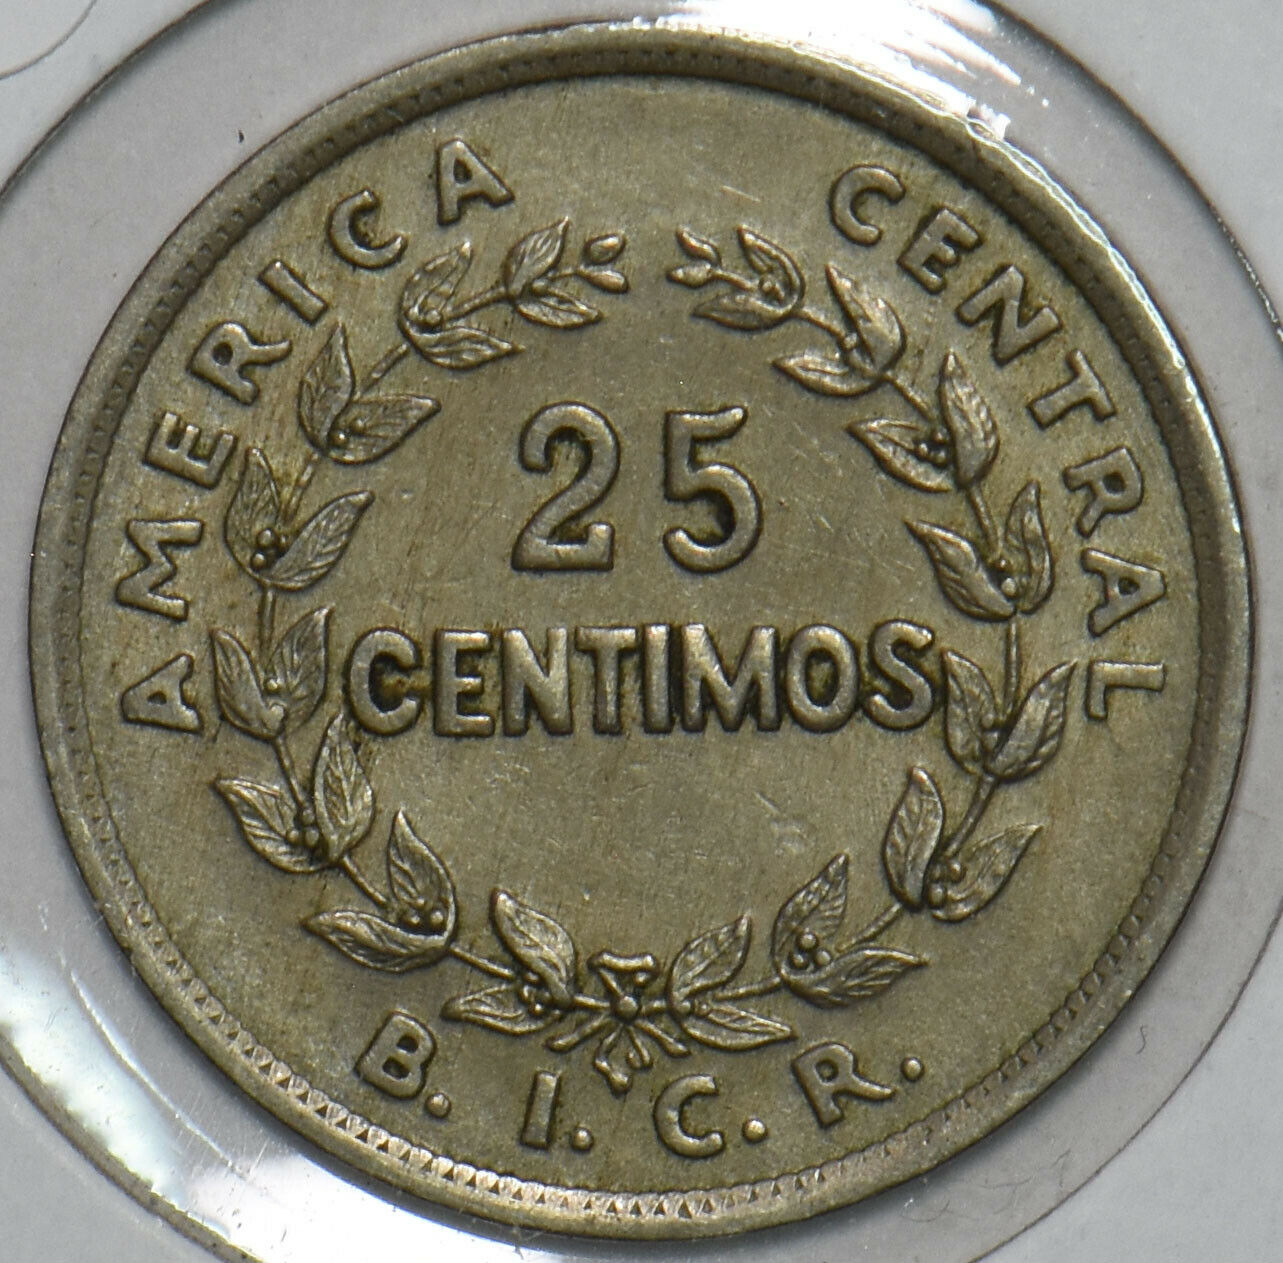 AMERICA CENTRAL
25
CENTIMOS
B. I. C. R.